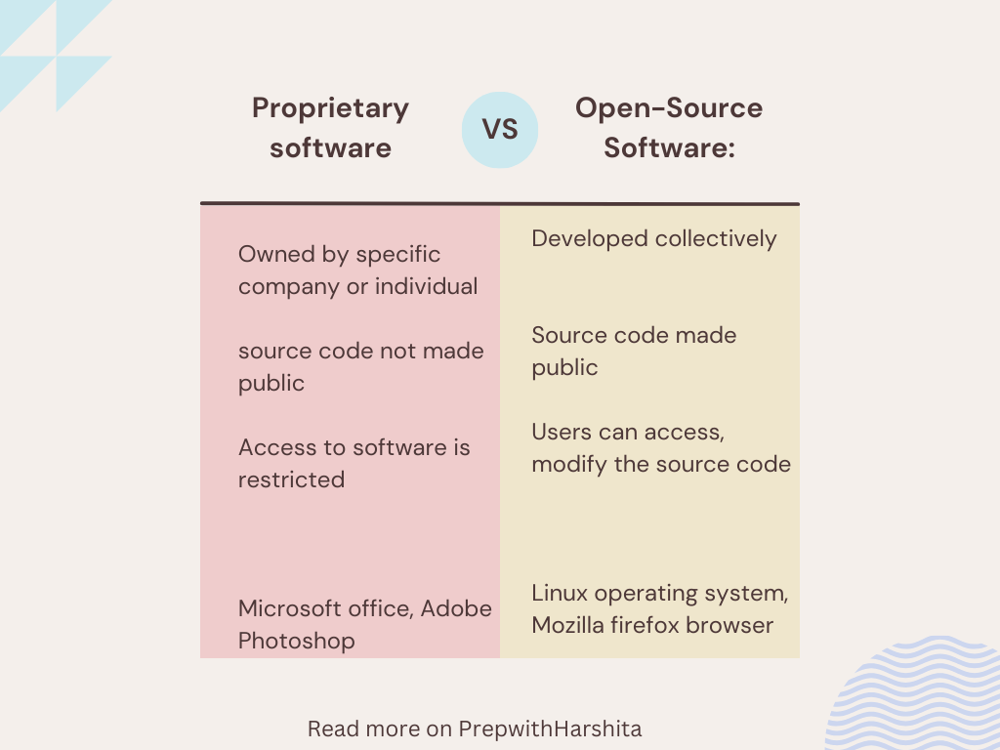 Proprietary
software
VS
Open-Source
Software:
Owned by specific
company or individual
source code not made
public
Access to software is
restricted
Microsoft office, Adobe
Photoshop
Developed collectively
Source code made
public
Users can access,
modify the source code
Linux operating system,
Mozilla firefox browser
Read more on PrepwithHarshita